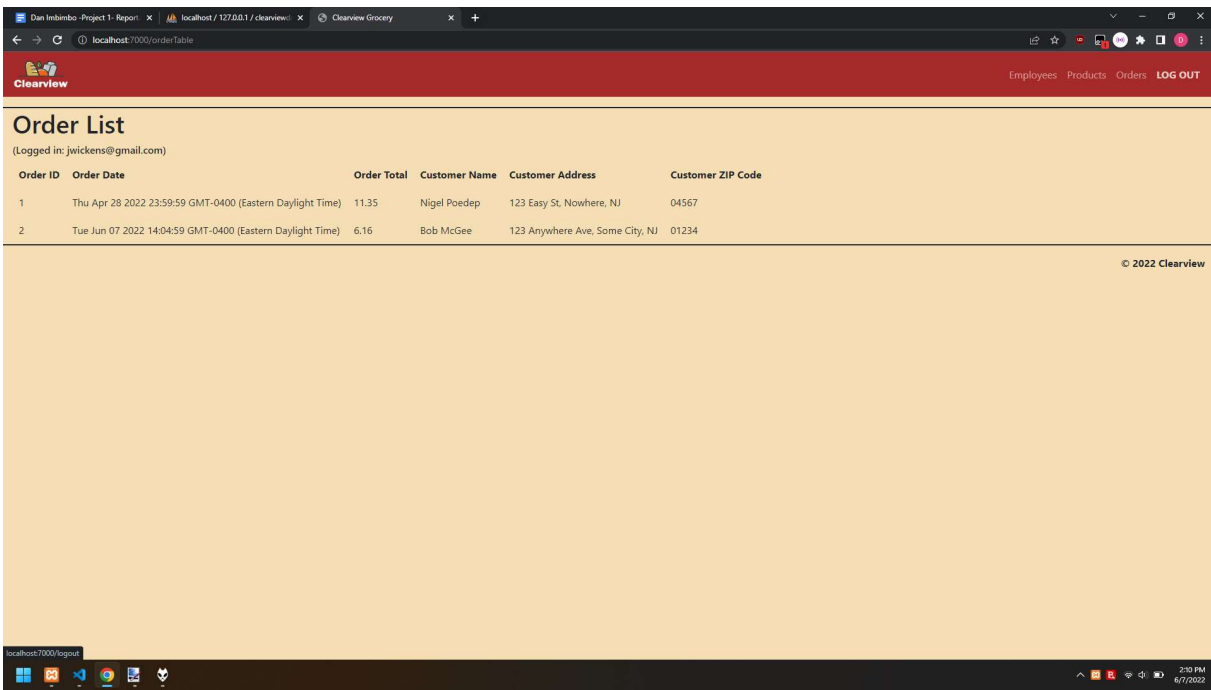 Dan Imbimbo -Project 1- Report
localhost / 127.0.0.1 / clearviewd
Clearview Grocery
localhost:7000/orderTable
Clearview
Employees Products Orders LOG OUT
Order List
(Logged in: jwickens@gmail.com)
Order ID Order Date Order Total Customer Name Customer Address Customer ZIP Code
1 Thu Apr 28 2022 23:59:59 GMT-0400 (Eastern Daylight Time) 11.35 Nigel Poedep 123 Easy St, Nowhere, NJ 04567
2 Tue Jun 07 2022 14:04:59 GMT-0400 (Eastern Daylight Time) 6.16 Bob McGee 123 Anywhere Ave, Some City, NJ 01234
© 2022 Clearview
localhost:7000/logout
2:10 PM
6/7/2022